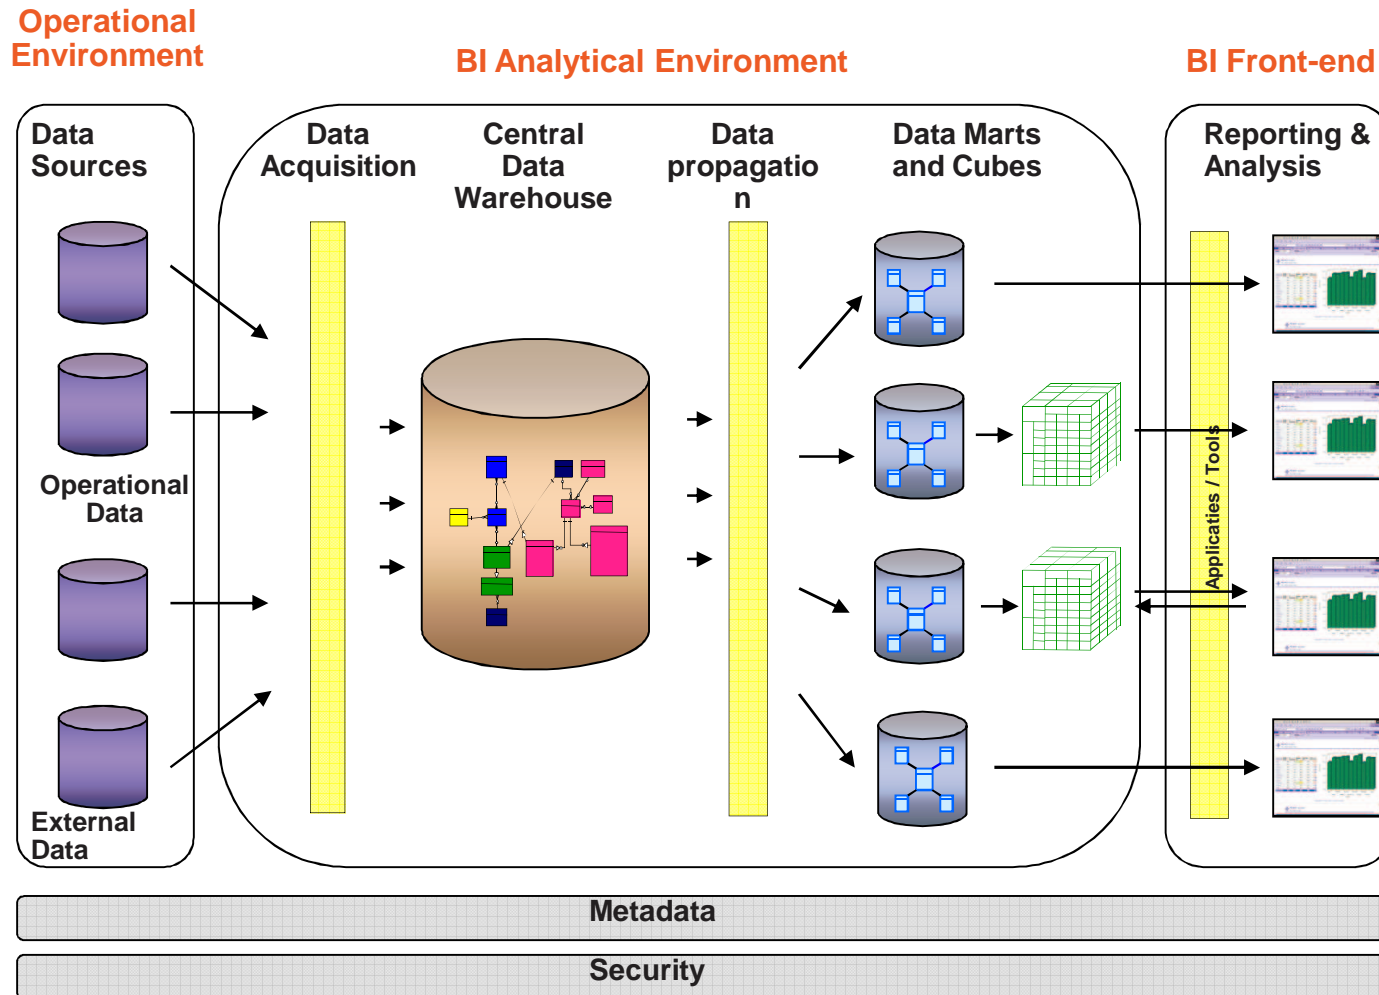 Operational
Environment
BI Analytical Environment
BI Front-end
Data
Sources
Data
Acquisition
Central
Data
Warehouse
Data
propagatio
n
Data Marts
and Cubes
Reporting &
Analysis
Operational
Data
External
Data
Applicaties / Tools
Metadata
Security